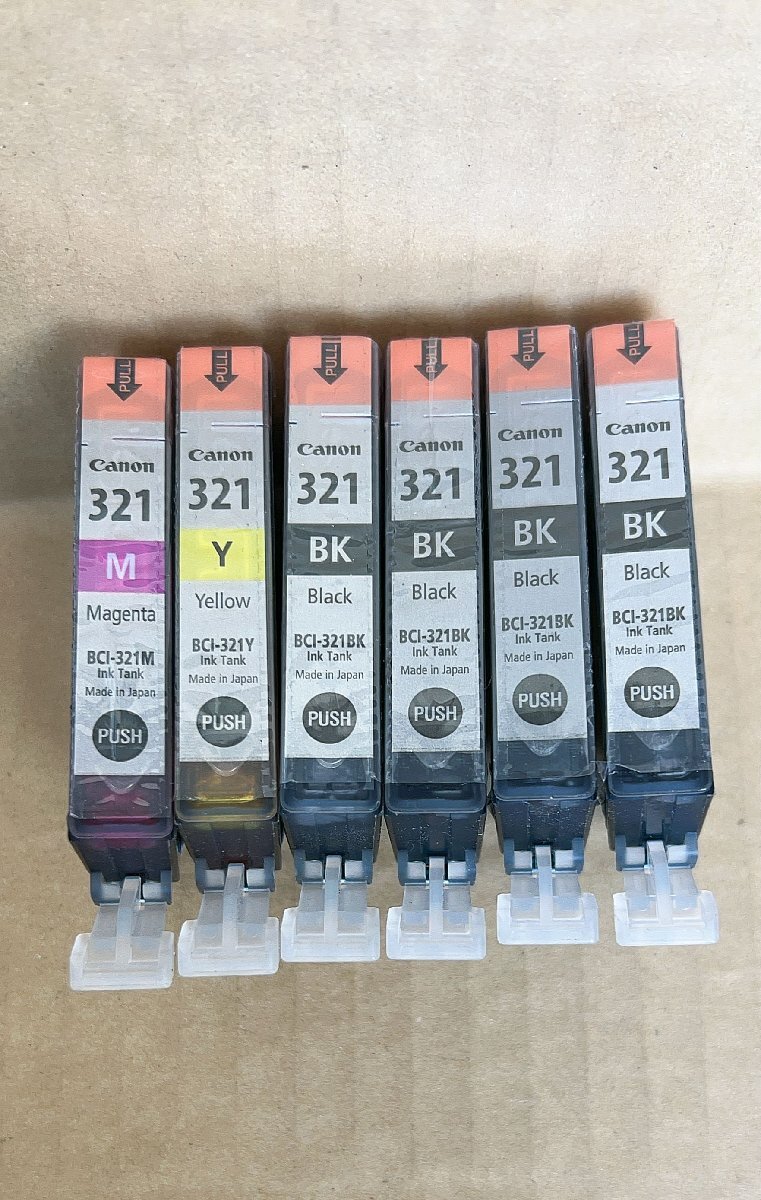 PULL
Canon
321
M
Magenta
BCI-321M
Ink Tank
Made in Japan
PUSH
PULL
Canon
321
Y
Yellow
BCI-321Y
Ink Tank
Made in Japan
PUSH
PULL
Canon
321
BK
Black
BCI-321BK
Ink Tank
Made in Japan
PUSH
PULL
Canon
321
BK
Black
BCI-321BK
Ink Tank
Made in Japan
PUSH
PULL
Canon
321
BK
Black
BCI-321BK
Ink Tank
Made in Japan
PUSH
PULL
Canon
321
BK
Black
BCI-321BK
Ink Tank
Made in Japan
PUSH